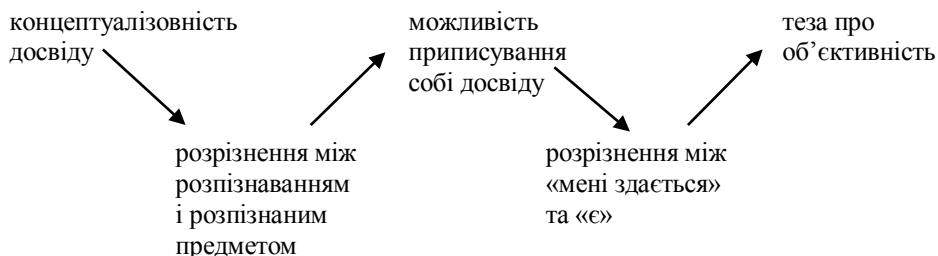 концептуалізовність
досвіду
розрізнення між
розпізнаванням
і розпізнаним
предметом
можливість
приписування
собі досвіду
розрізнення між
«мені здається»
та «є»
теза про
об’єктивність